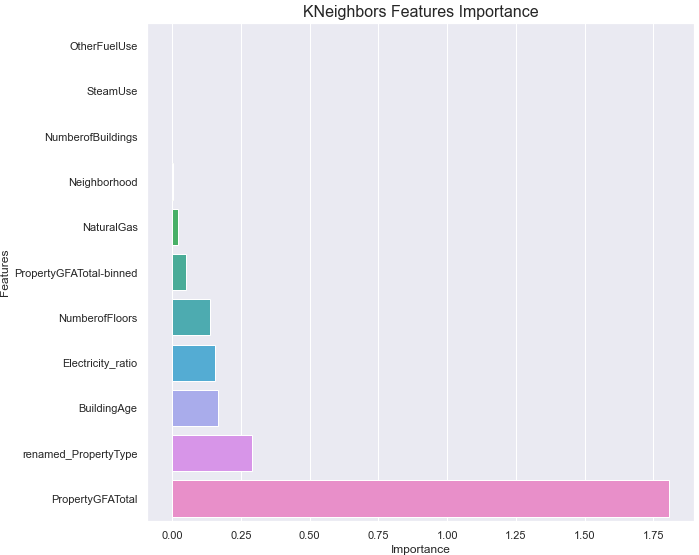 KNeighbors Features Importance
Features
OtherFuelUse
SteamUse
NumberofBuildings
Neighborhood
NaturalGas
PropertyGFATotal-binned
NumberofFloors
Electricity_ratio
BuildingAge
renamed_PropertyType
PropertyGFATotal
0.00 0.25 0.50 0.75 1.00 1.25 1.50 1.75
Importance